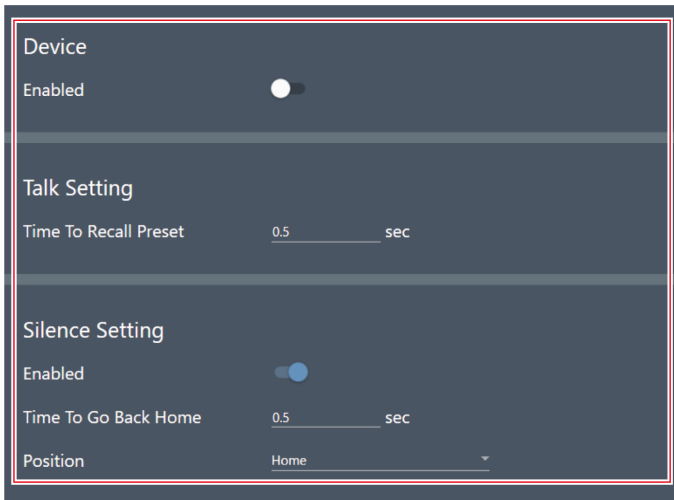 Device
Enabled
Talk Setting
Time To Recall Preset 0.5 sec
Silence Setting
Enabled
Time To Go Back Home 0.5 sec
Position Home